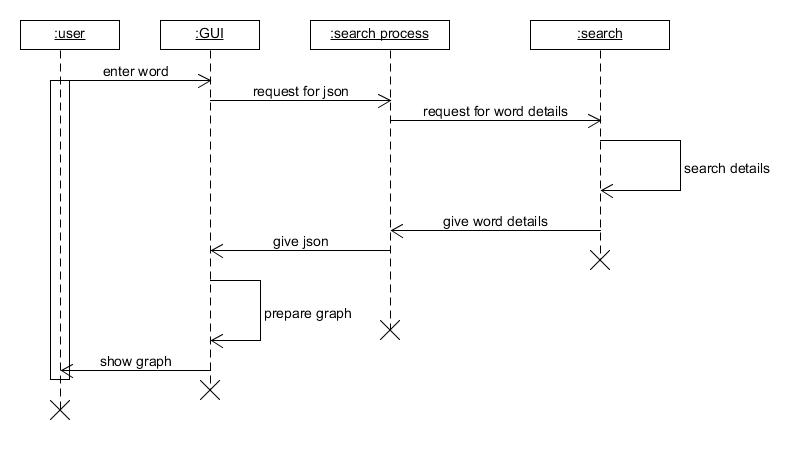 :user
:GUI
:search process
:search
enter word
request for json
request for word details
search details
give word details
give json
prepare graph
show graph